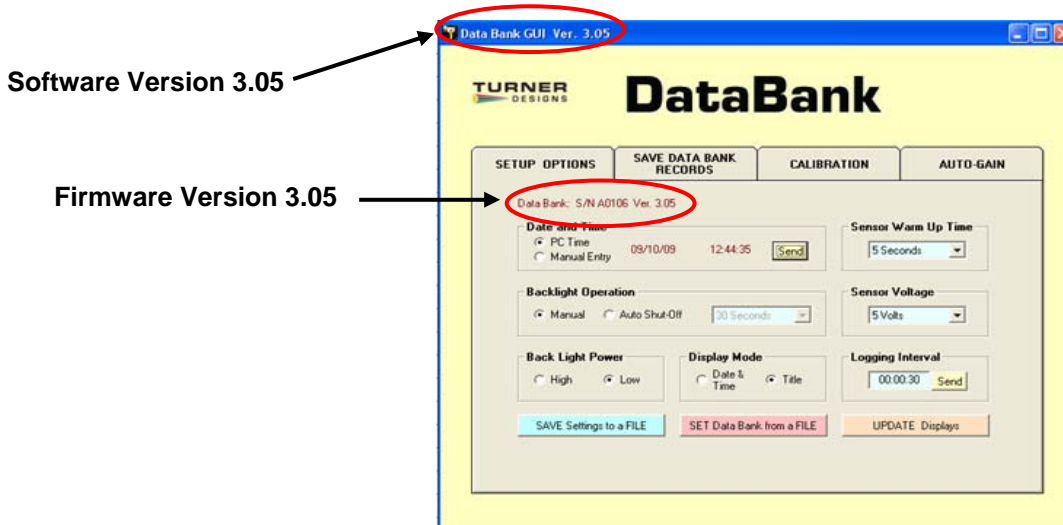 Data Bank GUI Ver. 3.05
Software Version 3.05
TURNER
DESIGNS
DataBank
SETUP OPTIONS
SAVE DATA BANK
RECORDS
CALIBRATION
AUTO-GAIN
Firmware Version 3.05
Data Bank: S/N A0106 Ver. 3.05
Date and Time
PC Time
Manual Entry
09/10/09 12:44:35 Send
Sensor Warm Up Time
5 Seconds
Backlight Operation
Manual Auto Shut-Off 30 Seconds
Sensor Voltage
5 Volts
Back Light Power
High Low
Display Mode
Date &
Time
Title
Logging Interval
00:00:30 Send
SAVE Settings to a FILE
SET Data Bank from a FILE
UPDATE Displays